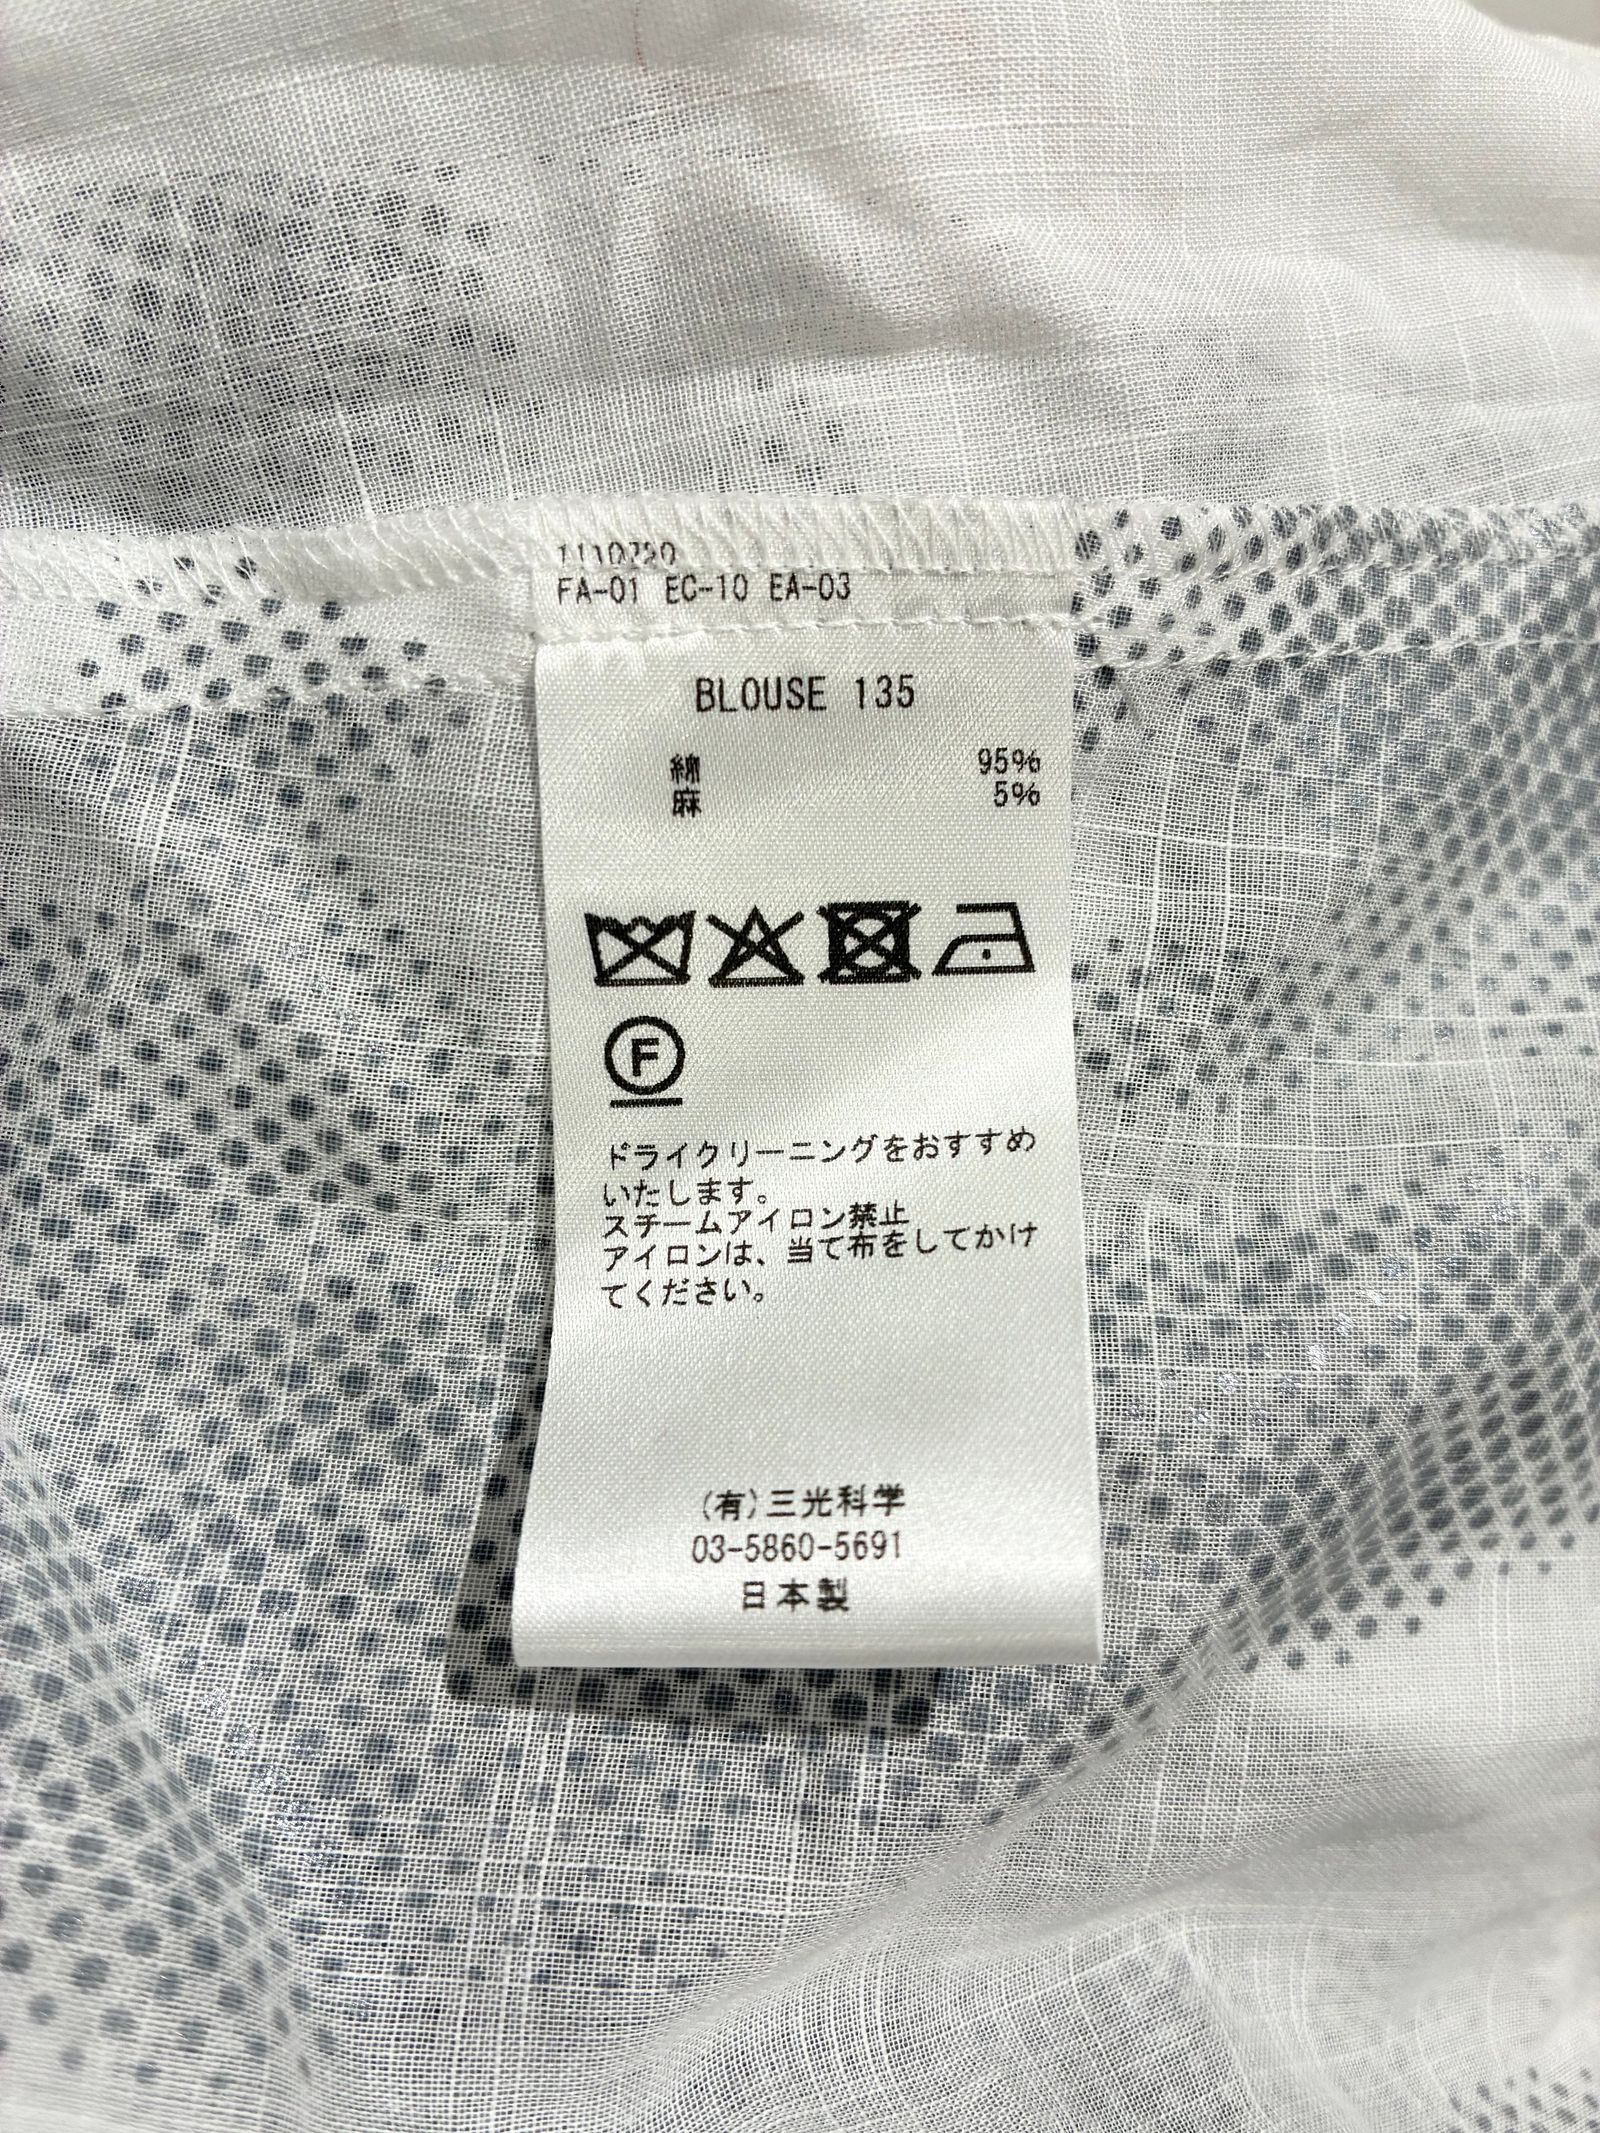 FA-01 EC-10 EA-03
BLOUSE 135
綿 95%
麻 5%
F
ドライクリーニングをおすすめ
いたします。
スチームアイロン禁止
アイロンは、当て布をしてかけ
てください。
(有)三光科学
03-5860-5691
日本製